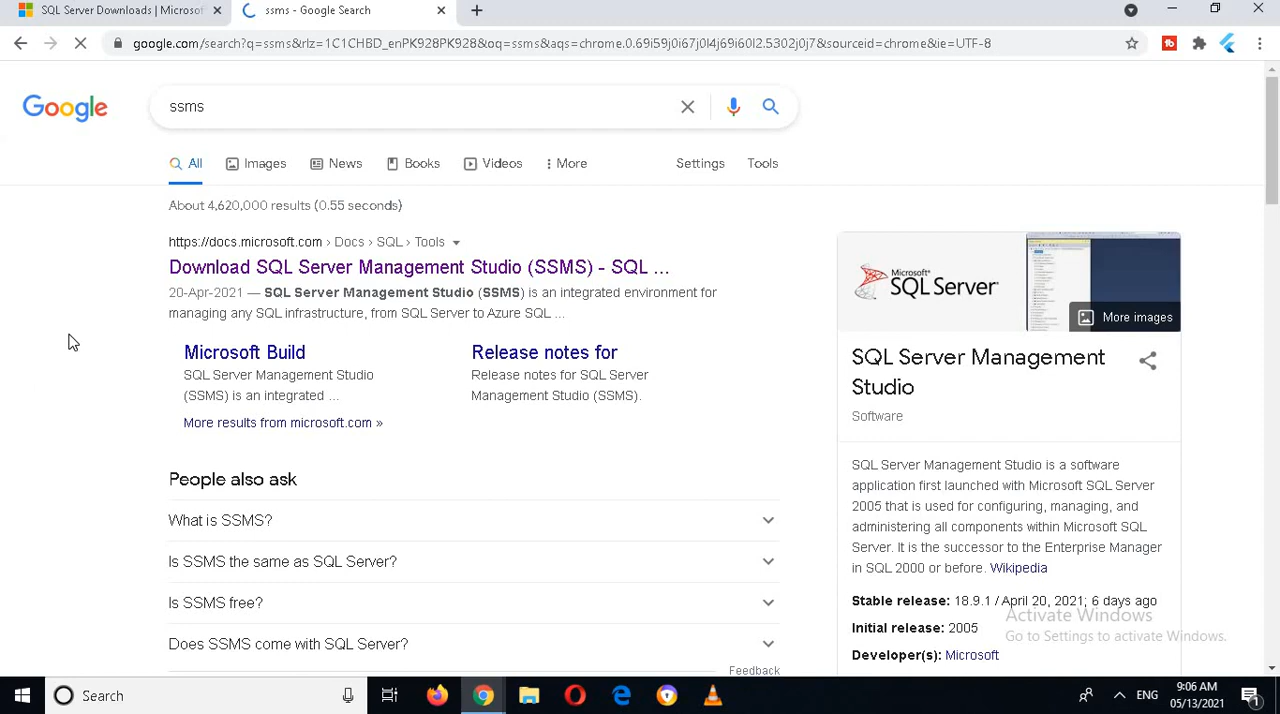 SQL Server Downloads | Microsof
ssms - Google Search
google.com/search?q=ssms&rlz=1C1CHBD_enPK928PK938&oq=ssms&aqs=chrome.0.69i59j0i67j0l4j69i60l2.5302j0j7&sourceid=chrome&ie=UTF-8
Google
ssms
All
Images
News
Books
Videos
More
Settings
Tools
About 4,620,000 results (0.55 seconds)
https://docs.microsoft.com › SQL › Tools
Download SQL Server Management Studio (SSMS) - SQL ...
20-Apr-2021 — SQL Server Management Studio (SSMS) is an integrated environment for
managing any SQL infrastructure, from SQL Server to Azure SQL ...
Microsoft Build
SQL Server Management Studio
(SSMS) is an integrated ...
Release notes for
Release notes for SQL Server
Management Studio (SSMS).
More results from microsoft.com »
People also ask
What is SSMS?
Is SSMS the same as SQL Server?
Is SSMS free?
Does SSMS come with SQL Server?
Feedback
Microsoft®
SQL Server
More images
SQL Server Management
Studio
Software
SQL Server Management Studio is a software
application first launched with Microsoft SQL Server
2005 that is used for configuring, managing, and
administering all components within Microsoft SQL
Server. It is the successor to the Enterprise Manager
in SQL 2000 or before. Wikipedia
Stable release: 18.9.1 / April 20, 2021; 6 days ago
Initial release: 2005
Developer(s): Microsoft
Activate Windows
Go to Settings to activate Windows.
Search
ENG
9:06 AM
05/13/2021
1